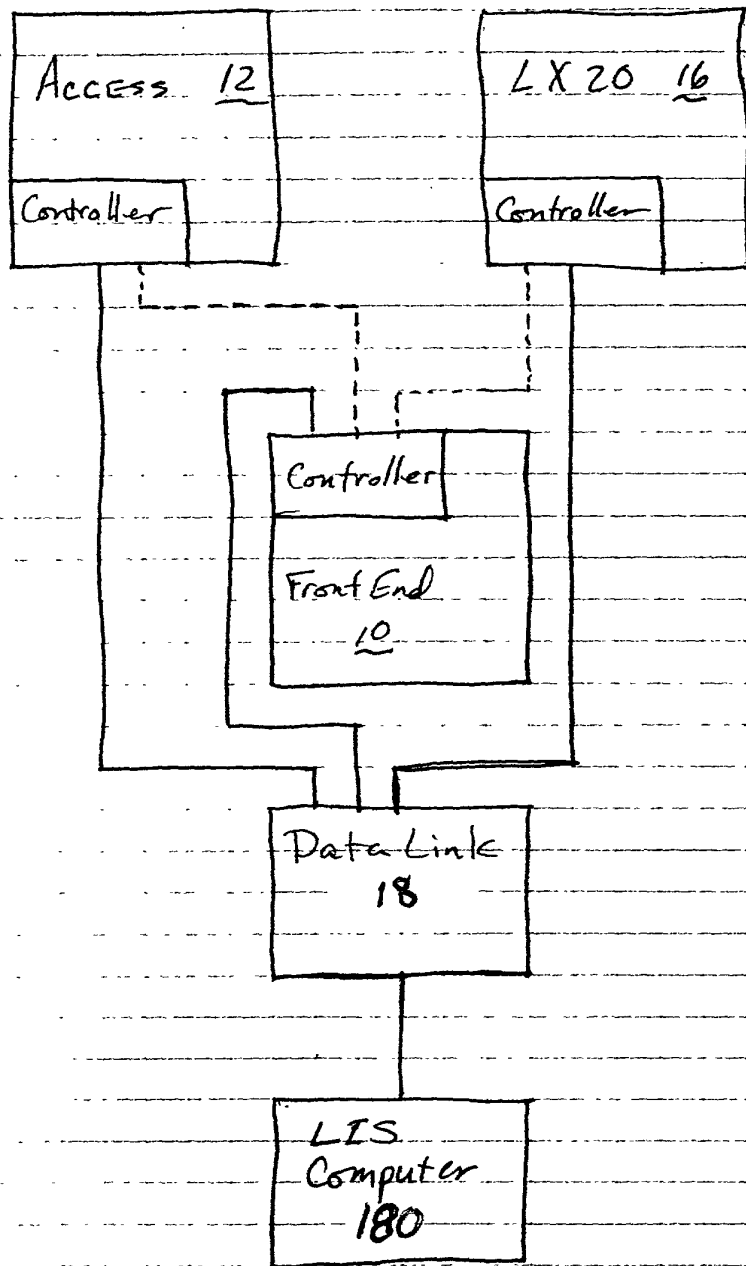 Access 12
LX20 16
Controller
Controller
Controller
Front End
10
Data Link
18
LIS
Computer
180